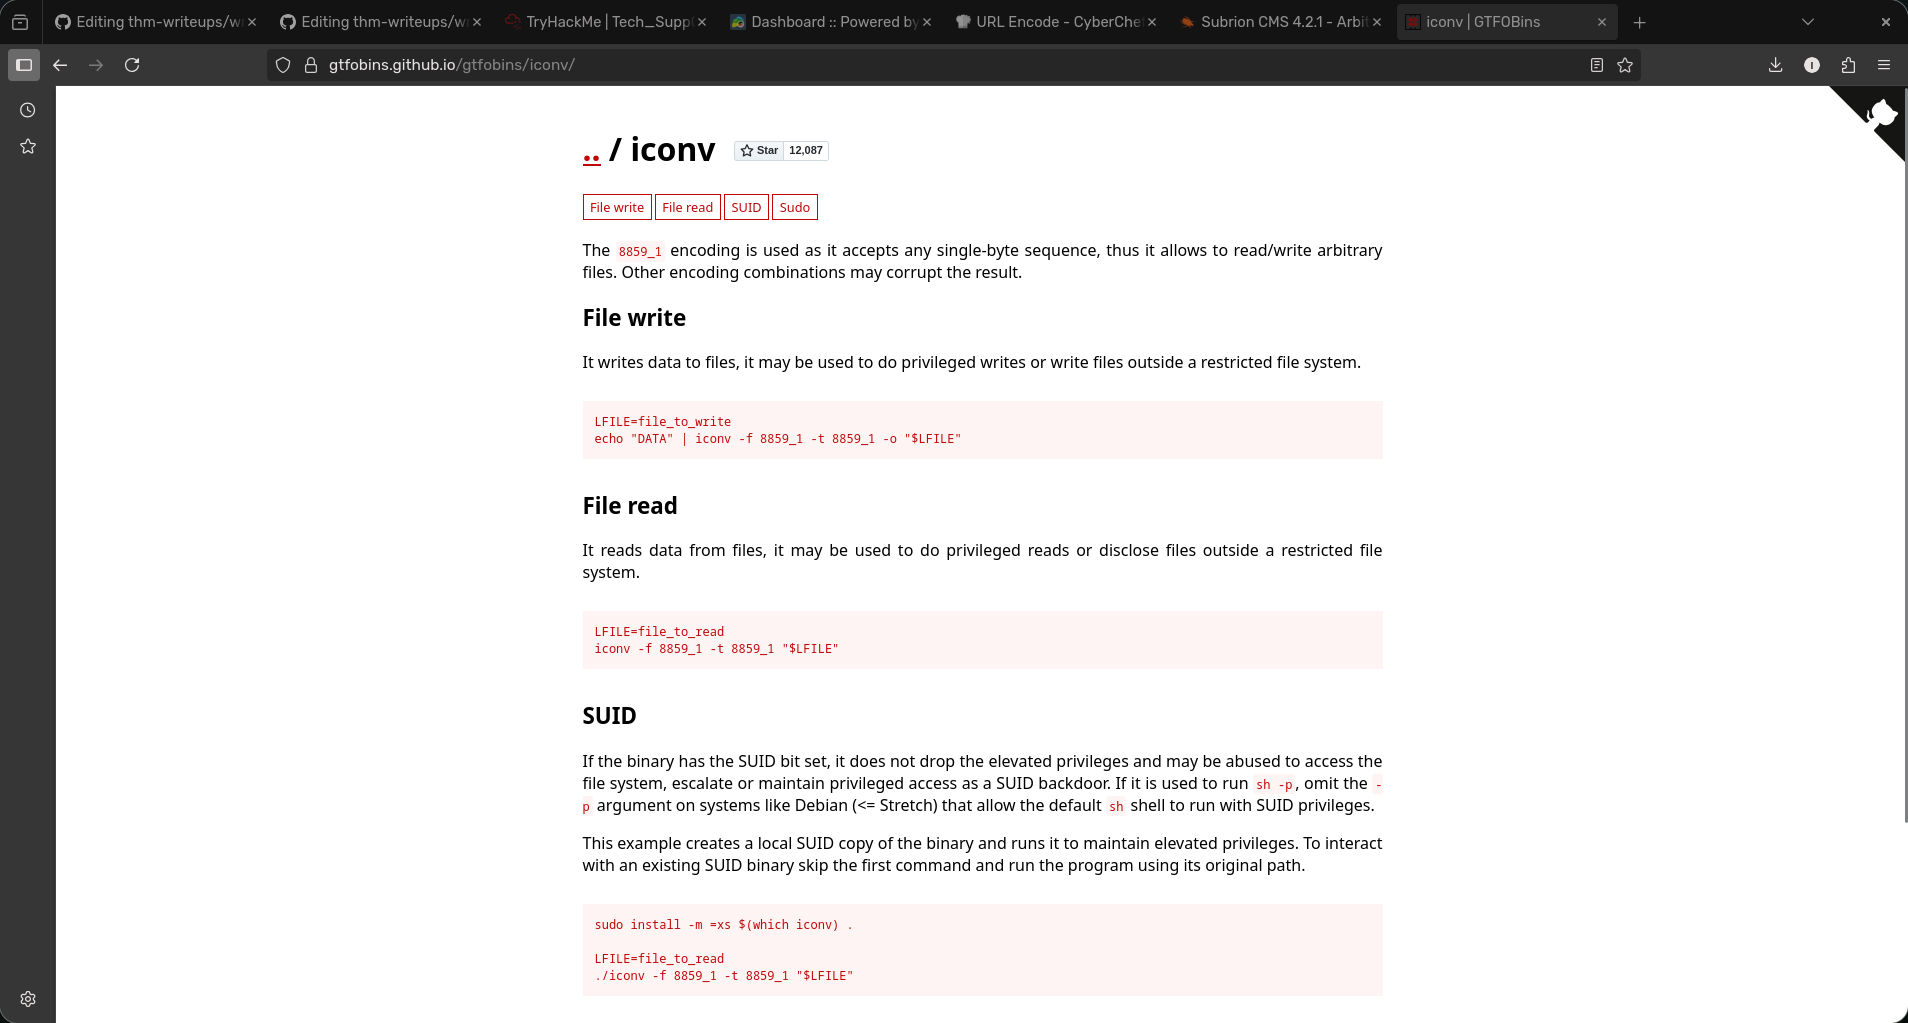 Editing thm-writeups/w
Editing thm-writeups/wr
TryHackMe | Tech_Supp
Dashboard :: Powered by
URL Encode - CyberChe
Subrion CMS 4.2.1 - Arbit
iconv | GTFOBins
gtfobins.github.io/gtfobins/iconv/
.. / iconv
Star 12,087
File write File read SUID Sudo
The 8859_1 encoding is used as it accepts any single-byte sequence, thus it allows to read/write arbitrary
files. Other encoding combinations may corrupt the result.
File write
It writes data to files, it may be used to do privileged writes or write files outside a restricted file system.
LFILE=file_to_write
echo "DATA" | iconv -f 8859_1 -t 8859_1 -o "$LFILE"
File read
It reads data from files, it may be used to do privileged reads or disclose files outside a restricted file
system.
LFILE=file_to_read
iconv -f 8859_1 -t 8859_1 "$LFILE"
SUID
If the binary has the SUID bit set, it does not drop the elevated privileges and may be abused to access the
file system, escalate or maintain privileged access as a SUID backdoor. If it is used to run sh -p, omit the -
p argument on systems like Debian (<= Stretch) that allow the default sh shell to run with SUID privileges.
This example creates a local SUID copy of the binary and runs it to maintain elevated privileges. To interact
with an existing SUID binary skip the first command and run the program using its original path.
sudo install -m =xs $(which iconv) .
LFILE=file_to_read
./iconv -f 8859_1 -t 8859_1 "$LFILE"